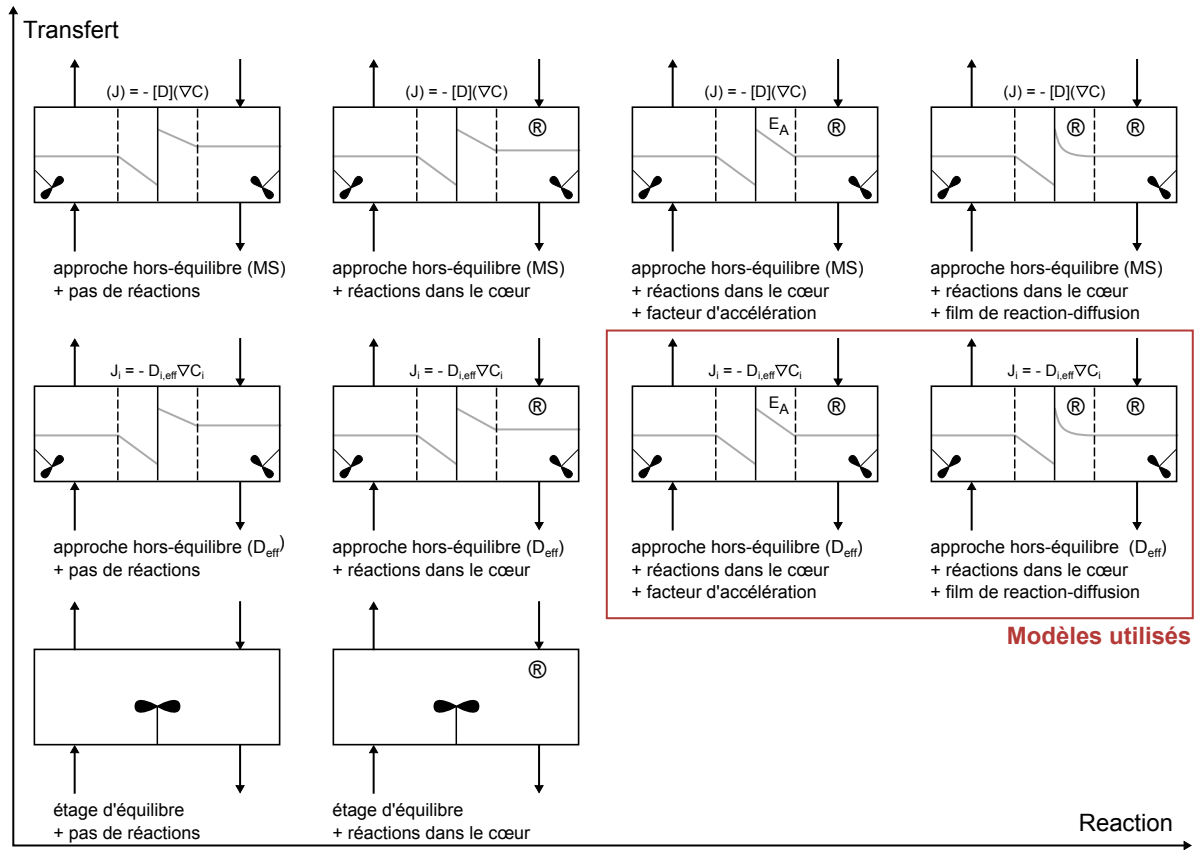 Transfert
(J) = - [D](∇C)
(J) = - [D](∇C)
(J) = - [D](∇C)
(J) = - [D](∇C)
®
E_A
®
®
®
approche hors-équilibre (MS)
+ pas de réactions
approche hors-équilibre (MS)
+ réactions dans le cœur
approche hors-équilibre (MS)
+ réactions dans le cœur
+ facteur d'accélération
approche hors-équilibre (MS)
+ réactions dans le cœur
+ film de reaction-diffusion
J_i = - D_i,eff∇C_i
J_i = - D_i,eff∇C_i
J_i = - D_i,eff∇C_i
J_i = - D_i,eff∇C_i
®
E_A
®
®
®
approche hors-équilibre (D_eff)
+ pas de réactions
approche hors-équilibre (D_eff)
+ réactions dans le cœur
approche hors-équilibre (D_eff)
+ réactions dans le cœur
+ facteur d'accélération
approche hors-équilibre (D_eff)
+ réactions dans le cœur
+ film de reaction-diffusion
Modèles utilisés
®
étage d'équilibre
+ pas de réactions
étage d'équilibre
+ réactions dans le cœur
Reaction